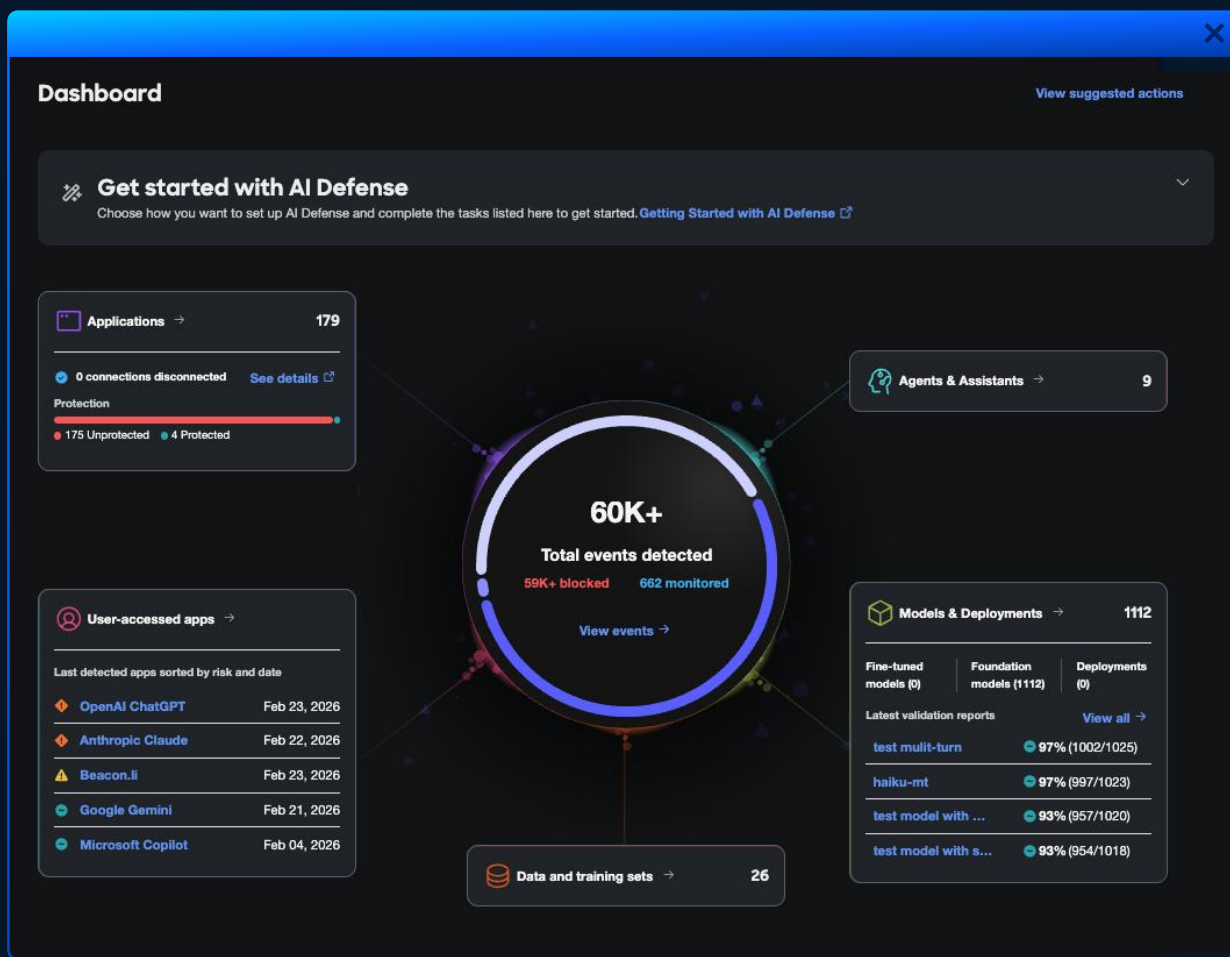 Dashboard
View suggested actions
Get started with AI Defense
Choose how you want to set up AI Defense and complete the tasks listed here to get started. Getting Started with AI Defense
Applications
179
0 connections disconnected
See details
Protection
175 Unprotected
4 Protected
Agents & Assistants
9
60K+
Total events detected
59K+ blocked
662 monitored
View events
User-accessed apps
Last detected apps sorted by risk and date
OpenAI ChatGPT Feb 23, 2026
Anthropic Claude Feb 22, 2026
Beacon.li Feb 23, 2026
Google Gemini Feb 21, 2026
Microsoft Copilot Feb 04, 2026
Models & Deployments
1112
Fine-tuned
models (0)
Foundation
models (1112)
Deployments
(0)
Latest validation reports
View all
test mulit-turn 97% (1002/1025)
haiku-mt 97% (997/1023)
test model with ... 93% (957/1020)
test model with s... 93% (954/1018)
Data and training sets
26